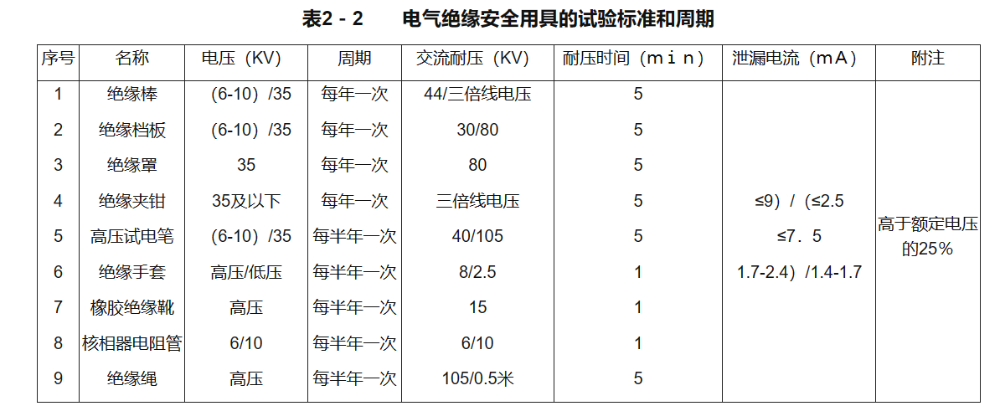 表2－2 电气绝缘安全用具的试验标准和周期
序号 名称 电压（KV） 周期 交流耐压（KV） 耐压时间（ｍｉｎ） 泄漏电流（ｍA） 附注
1 绝缘棒 （6-10）/35 每年一次 44/三倍线电压 5
2 绝缘档板 （6-10）/35 每年一次 30/80 5
3 绝缘罩 35 每年一次 80 5
4 绝缘夹钳 35及以下 每年一次 三倍线电压 5 ≤9）/（≤2.5
5 高压试电笔 （6-10）/35 每半年一次 40/105 5 ≤7．5
高于额定电压
的25%
6 绝缘手套 高压/低压 每半年一次 8/2.5 1 1.7-2.4）/1.4-1.7
7 橡胶绝缘靴 高压 每半年一次 15 1
8 核相器电阻管 6/10 每半年一次 6/10 1
9 绝缘绳 高压 每半年一次 105/0.5米 5